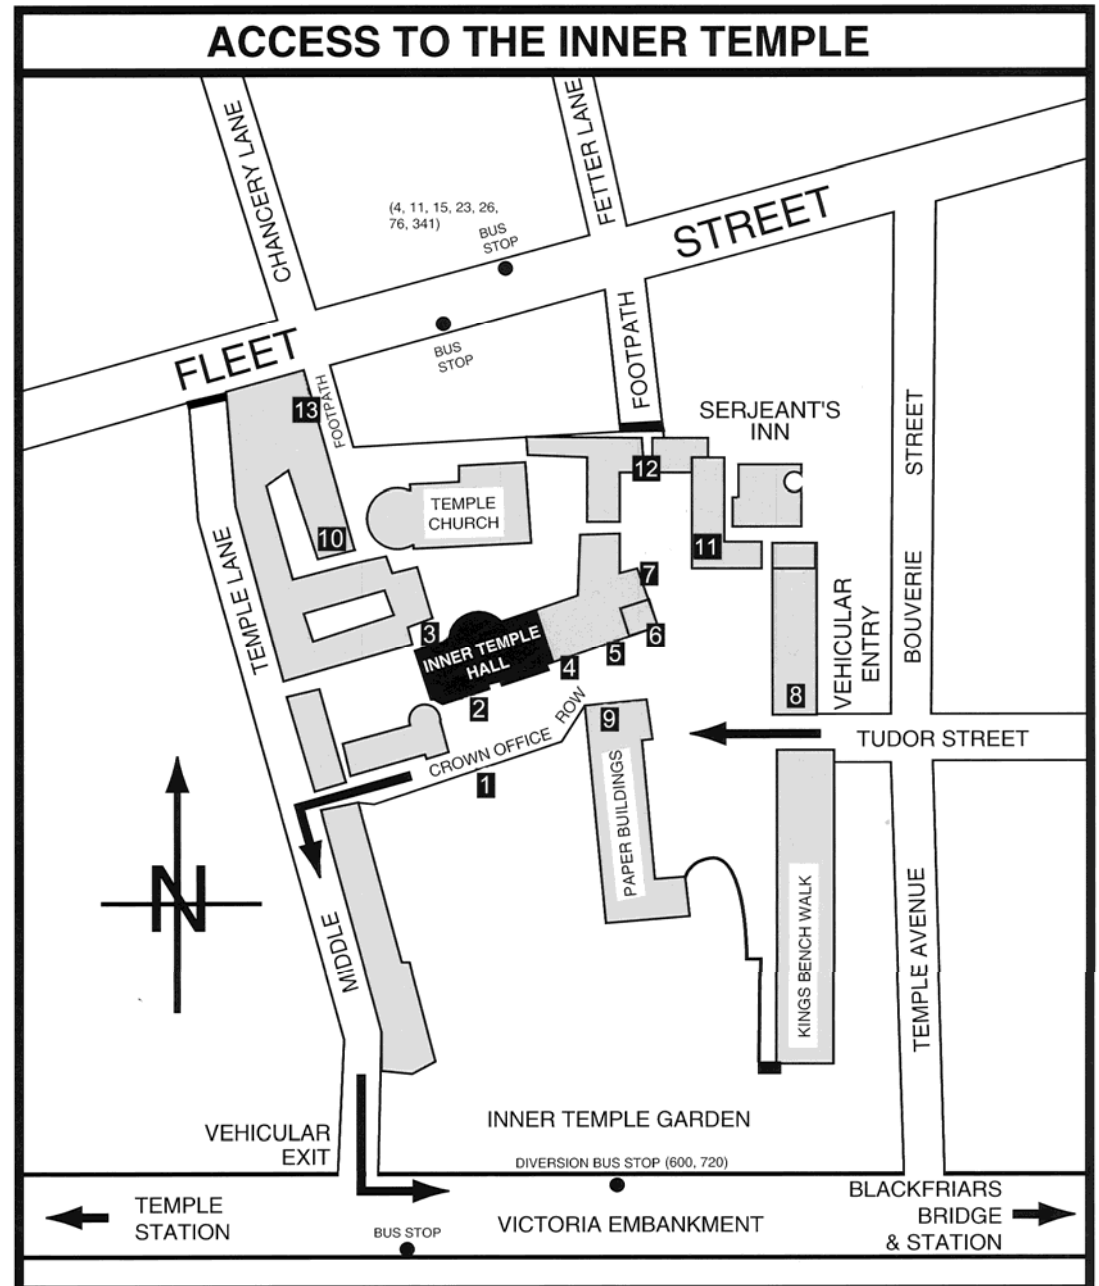 ACCESS TO THE INNER TEMPLE
CHANCERY LANE
FETTER LANE
(4, 11, 15, 23, 26,
76, 341)
BUS
STOP
FLEET
STREET
BUS
STOP
FOOTPATH
FOOTPATH
13
SERJEANT'S
INN
12
TEMPLE
CHURCH
10
11
BOUVERIE
STREET
MIDDLE
TEMPLE LANE
3
INNER TEMPLE
HALL
7
6
5
4
2
8
9
VEHICULAR
ENTRY
CROWN OFFICE
ROW
1
TUDOR STREET
PAPER BUILDINGS
KINGS BENCH WALK
TEMPLE AVENUE
N
INNER TEMPLE GARDEN
VEHICULAR
EXIT
DIVERSION BUS STOP (600, 720)
TEMPLE
STATION
BUS STOP
VICTORIA EMBANKMENT
BLACKFRIARS
BRIDGE
& STATION